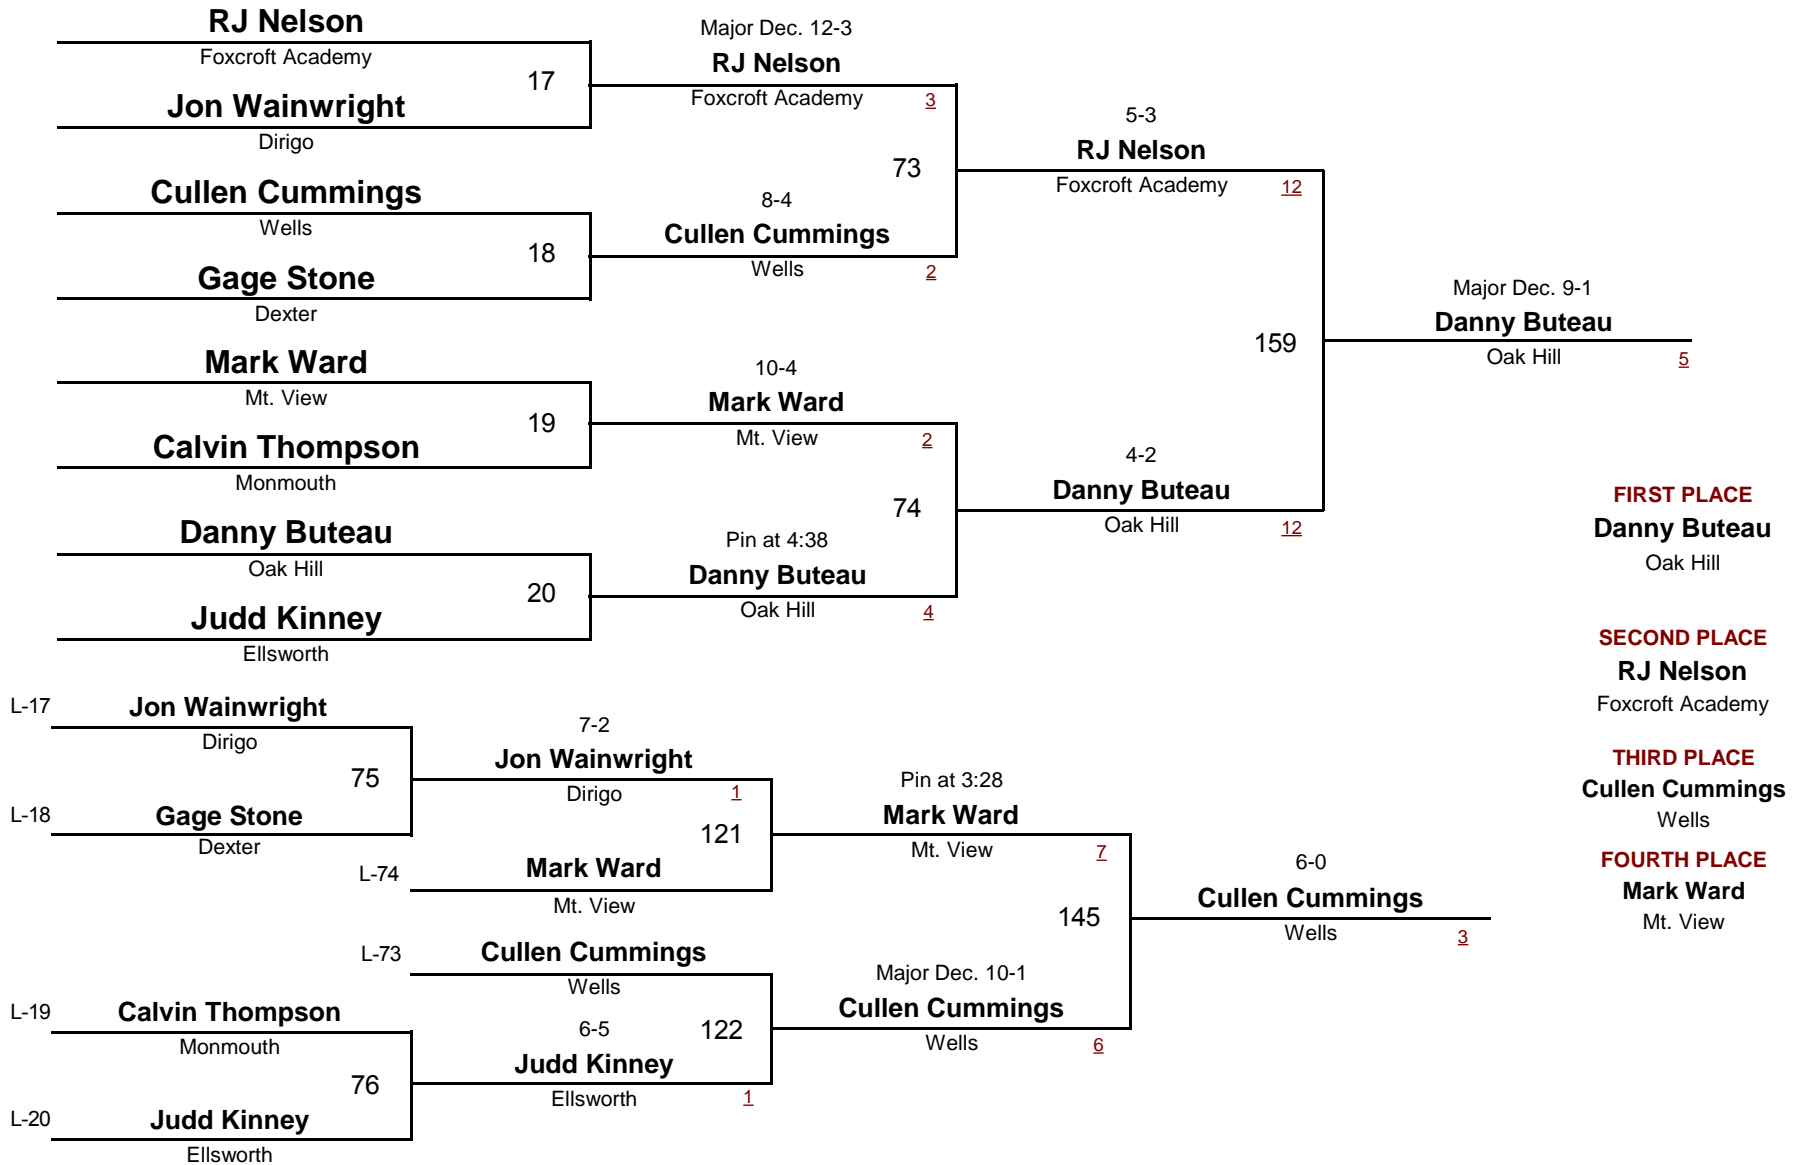 RJ Nelson
Foxcroft Academy
17
Jon Wainwright
Dirigo
Cullen Cummings
Wells
18
Gage Stone
Dexter
Mark Ward
Mt. View
19
Calvin Thompson
Monmouth
Danny Buteau
Oak Hill
20
Judd Kinney
Ellsworth
Major Dec. 12-3
RJ Nelson
Foxcroft Academy 3
73
8-4
Cullen Cummings
Wells 2
10-4
Mark Ward
Mt. View 2
74
Pin at 4:38
Danny Buteau
Oak Hill 4
5-3
RJ Nelson
Foxcroft Academy 12
159
4-2
Danny Buteau
Oak Hill 12
Major Dec. 9-1
Danny Buteau
Oak Hill 5
FIRST PLACE
Danny Buteau
Oak Hill
SECOND PLACE
RJ Nelson
Foxcroft Academy
THIRD PLACE
Cullen Cummings
Wells
FOURTH PLACE
Mark Ward
Mt. View
L-17 Jon Wainwright
Dirigo
75
L-18 Gage Stone
Dexter
7-2
Jon Wainwright
Dirigo 1
121
L-74 Mark Ward
Mt. View
L-73 Cullen Cummings
Wells
122
6-5
Judd Kinney
Ellsworth 1
L-19 Calvin Thompson
Monmouth
76
L-20 Judd Kinney
Ellsworth
Pin at 3:28
Mark Ward
Mt. View 7
145
Major Dec. 10-1
Cullen Cummings
Wells 6
6-0
Cullen Cummings
Wells 3